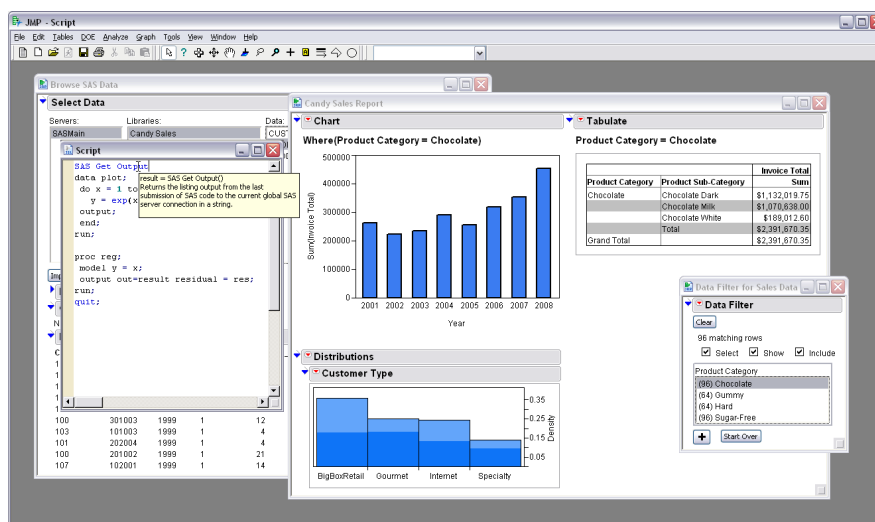 JMP - Script
File Edit Tables DOE Analyze Graph Tools View Window Help
Browse SAS Data
Select Data
Servers: Libraries: Data:
SASMain Candy Sales CUST
Script
SAS Get Output
data plot;
do x = 1 to
y = exp(x
output;
end;
run;
proc reg;
model y = x;
output out=result residual = res;
run;
quit;
result = SAS Get Output()
Returns the listing output from the last
submission of SAS code to the current global SAS
server connection in a string.
100 301003 1999 1 12
103 101003 1999 1 4
101 202004 1999 1 4
100 201002 1999 1 21
107 102001 1999 1 14
Candy Sales Report
Chart
Where(Product Category = Chocolate)
Sum(Invoice Total)
500000
400000
300000
200000
100000
0
2001 2002 2003 2004 2005 2006 2007 2008
Year
Tabulate
Product Category = Chocolate
Invoice Total
Product Category Product Sub-Category Sum
Chocolate Chocolate Dark $1,132,019.75
Chocolate Milk $1,070,638.00
Chocolate White $189,012.60
Total $2,391,670.35
Grand Total $2,391,670.35
Distributions
Customer Type
0.35
0.25
0.15
0.05
Density
BigBoxRetail Gourmet Internet Specialty
Data Filter for Sales Data
Data Filter
Clear
96 matching rows
Select Show Include
Product Category
(96) Chocolate
(64) Gummy
(64) Hard
(96) Sugar-Free
Start Over